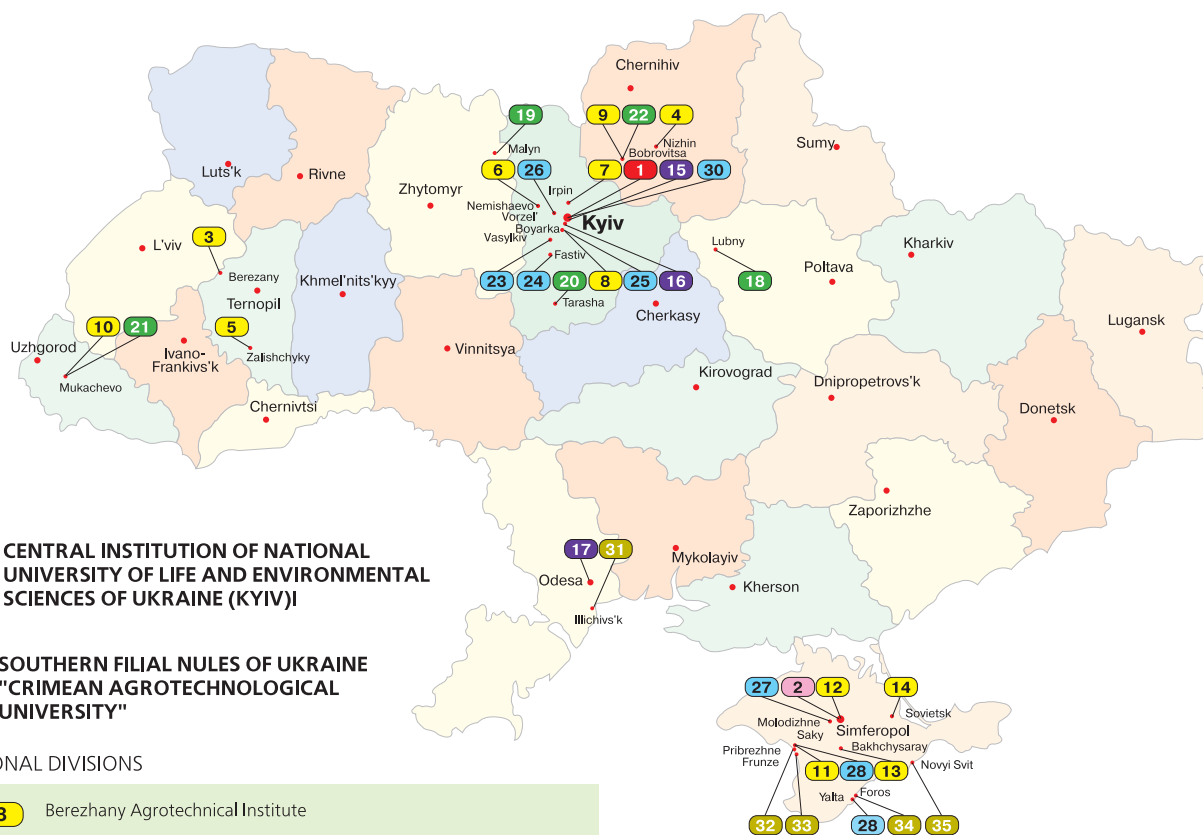 Chernihiv
19
9
22
4
Malyn
Nizhin
Bobrovitsa
Sumy
Luts'k
Rivne
6
26
7
1
15
30
Zhytomyr
Irpin
Nemishaevo
Vorzel'
Kyiv
Boyarka
Vasylkiv
3
L'viv
Lubny
Kharkiv
Fastiv
Berezany
Khmel'nits'kyy
Poltava
23
24
20
8
25
16
18
Ternopil
Tarasha
Cherkasy
Lugansk
10
21
5
Uzhgorod
Ivano-
Frankivs'k
Zalishchyky
Vinnitsya
Mukachevo
Kirovograd
Dnipropetrovs'k
Chernivtsi
Donetsk
Zaporizhzhe
CENTRAL INSTITUTION OF NATIONAL
UNIVERSITY OF LIFE AND ENVIRONMENTAL
SCIENCES OF UKRAINE (KYIV)I
17
31
Odesa
Mykolayiv
Kherson
Illichivs'k
SOUTHERN FILIAL NULES OF UKRAINE
"CRIMEAN AGROTECHNOLOGICAL
UNIVERSITY"
27
2
12
14
Sovietsk
Molodizhne
Simferopol
Saky
Bakhchysaray
Pribrezhne
Frunze
Novyi Svit
11
28
13
Foros
Yalta
32
33
28
34
35
ONAL DIVISIONS
3
Berezhany Agrotechnical Institute